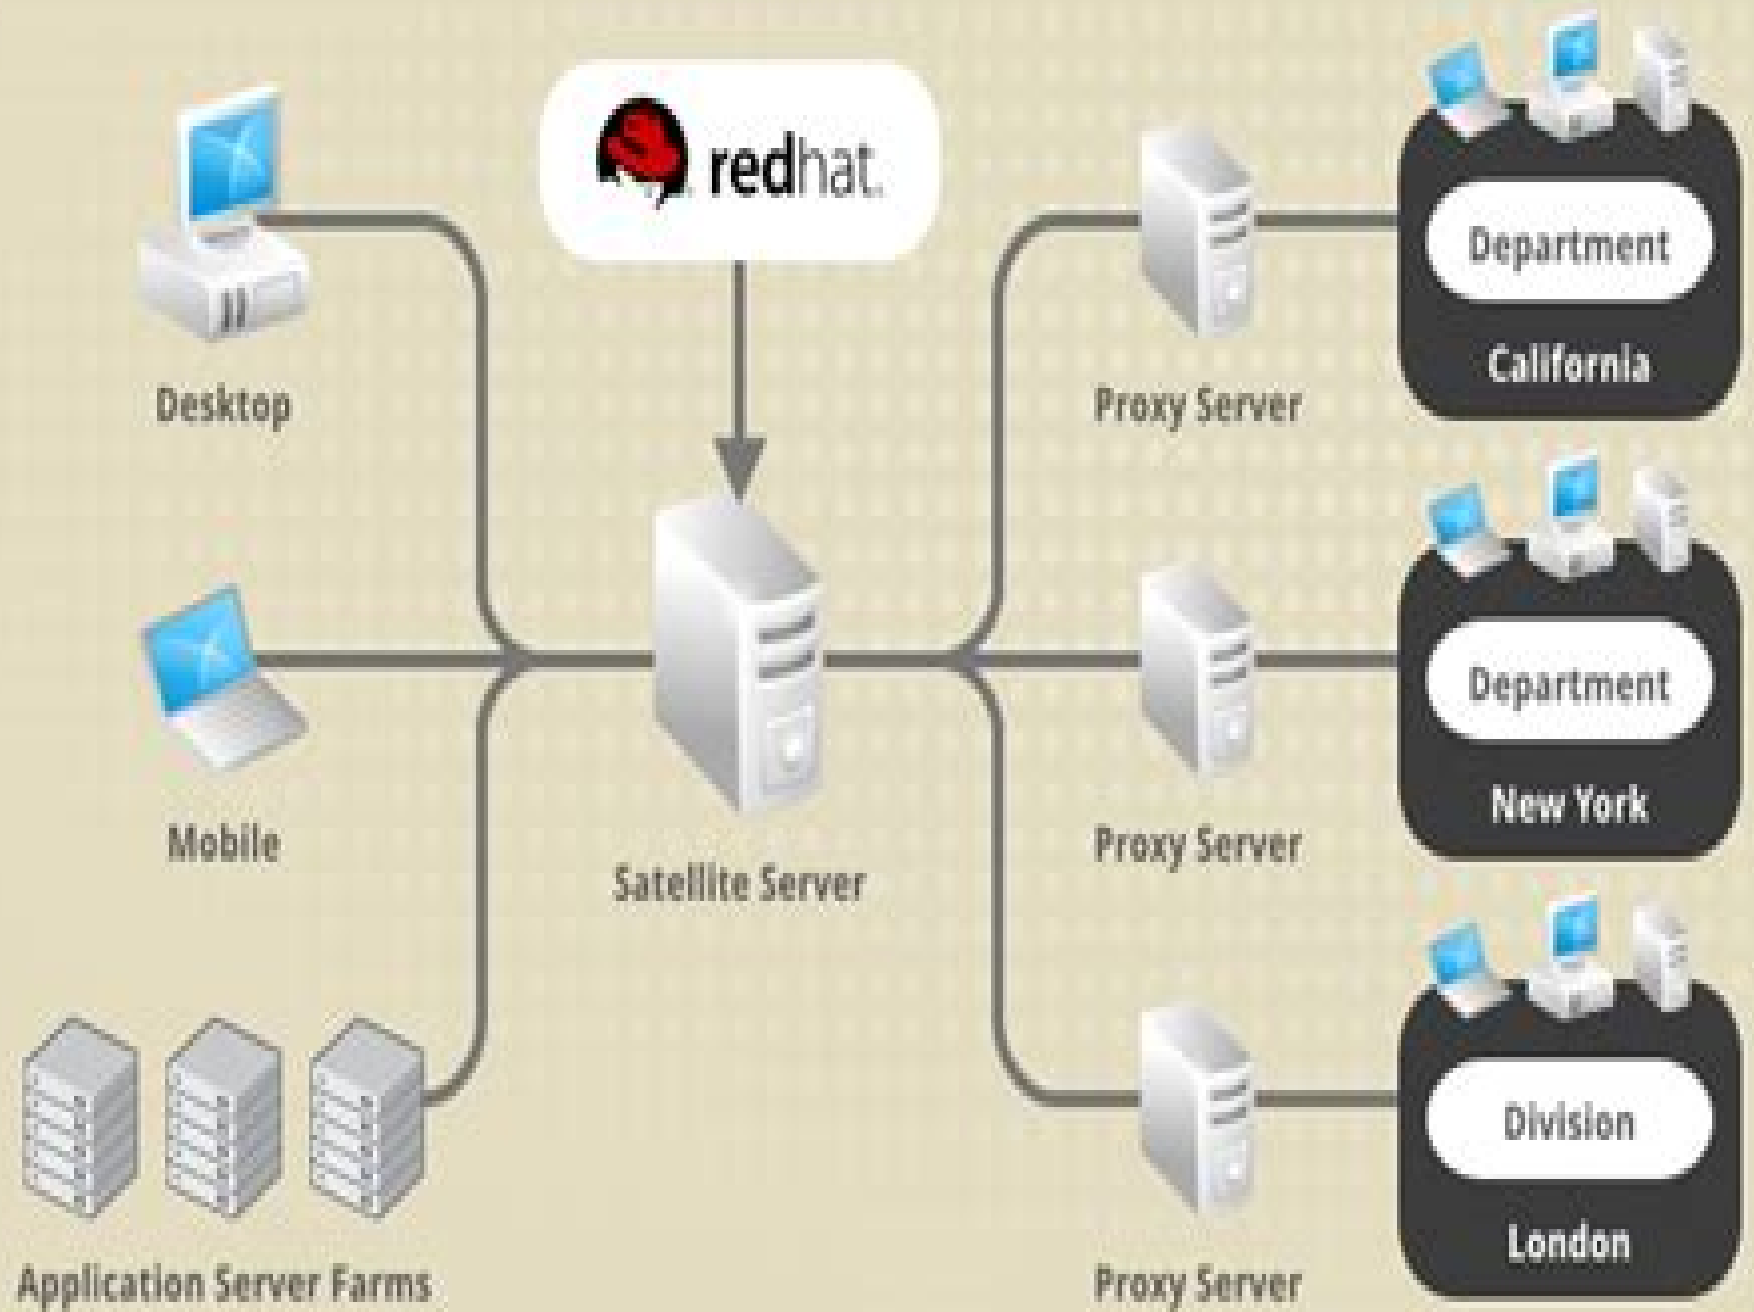 redhat.
Desktop
Proxy Server
Department
California
Mobile
Satellite Server
Proxy Server
Department
New York
Application Server Farms
Proxy Server
Division
London